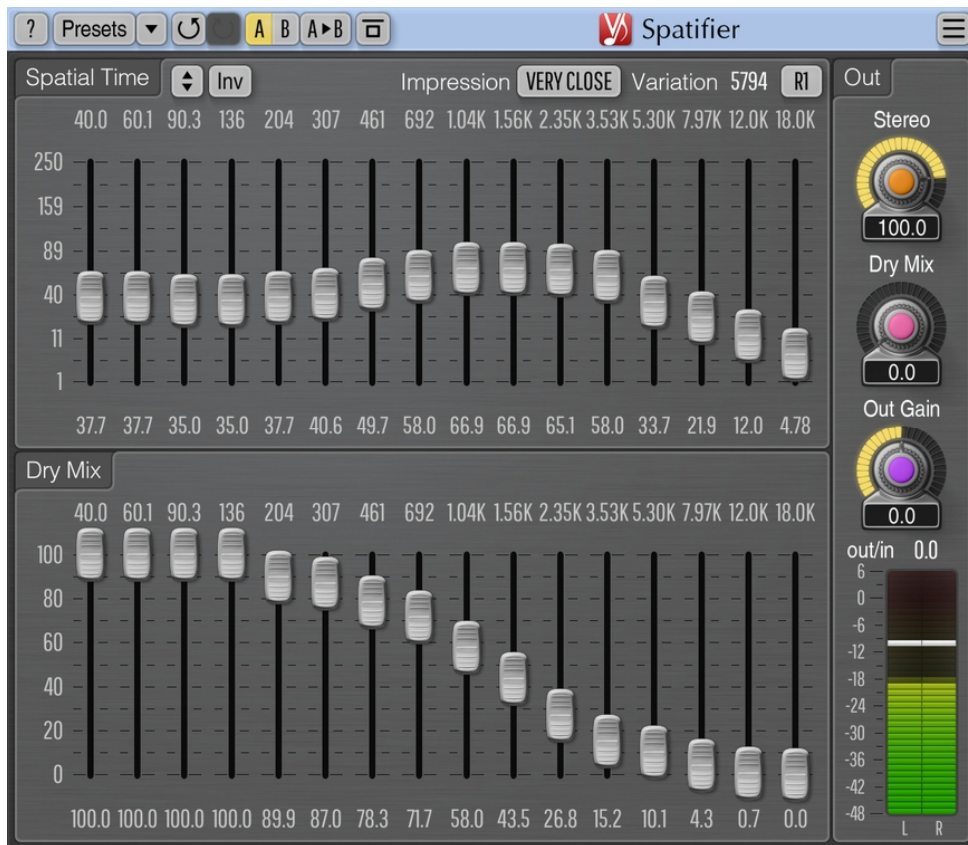 ? Presets A B A▸B Spatifier
Spatial Time Inv Impression VERY CLOSE Variation 5794 R1 Out
40.0 60.1 90.3 136 204 307 461 692 1.04K 1.56K 2.35K 3.53K 5.30K 7.97K 12.0K 18.0K
Stereo
250
159
89
40
11
1
100.0
Dry Mix
0.0
37.7 37.7 35.0 35.0 37.7 40.6 49.7 58.0 66.9 66.9 65.1 58.0 33.7 21.9 12.0 4.78
Out Gain
0.0
Dry Mix
40.0 60.1 90.3 136 204 307 461 692 1.04K 1.56K 2.35K 3.53K 5.30K 7.97K 12.0K 18.0K
100
80
60
40
20
0
100.0 100.0 100.0 100.0 89.9 87.0 78.3 71.7 58.0 43.5 26.8 15.2 10.1 4.3 0.7 0.0
out/in 0.0
6
0
-6
-12
-18
-24
-30
-36
-42
-48
L R